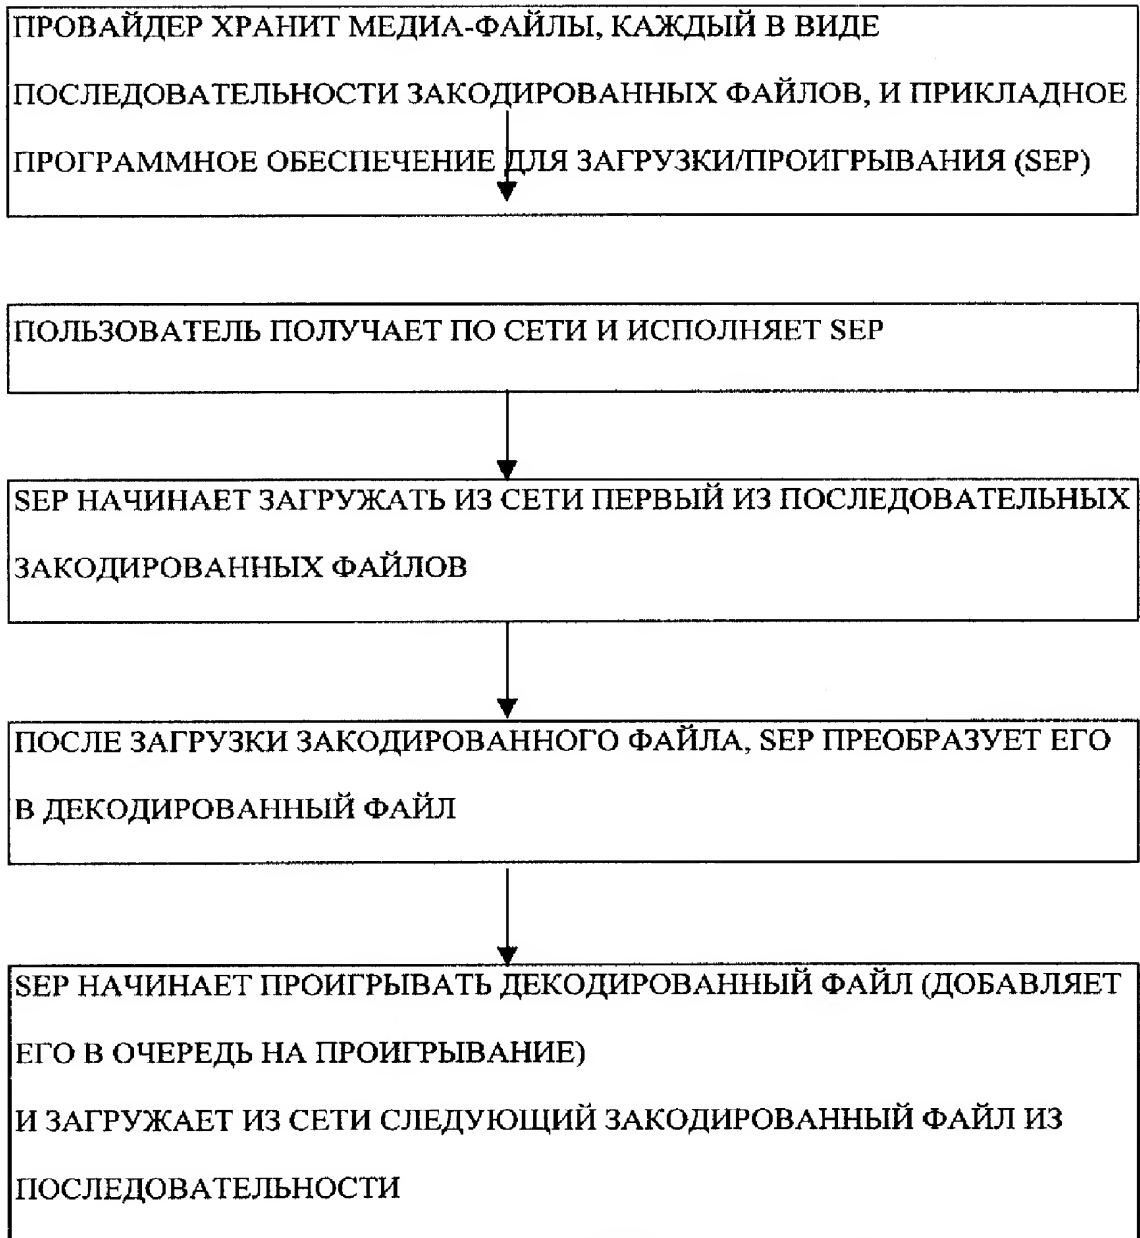 ПРОВАЙДЕР ХРАНИТ МЕДИА-ФАЙЛЫ, КАЖДЫЙ В ВИДЕ
ПОСЛЕДОВАТЕЛЬНОСТИ ЗАКОДИРОВАННЫХ ФАЙЛОВ, И ПРИКЛАДНОЕ
ПРОГРАММНОЕ ОБЕСПЕЧЕНИЕ ДЛЯ ЗАГРУЗКИ/ПРОИГРЫВАНИЯ (SEP)
ПОЛЬЗОВАТЕЛЬ ПОЛУЧАЕТ ПО СЕТИ И ИСПОЛНЯЕТ SEP
SEP НАЧИНАЕТ ЗАГРУЖАТЬ ИЗ СЕТИ ПЕРВЫЙ ИЗ ПОСЛЕДОВАТЕЛЬНЫХ
ЗАКОДИРОВАННЫХ ФАЙЛОВ
ПОСЛЕ ЗАГРУЗКИ ЗАКОДИРОВАННОГО ФАЙЛА, SEP ПРЕОБРАЗУЕТ ЕГО
В ДЕКОДИРОВАННЫЙ ФАЙЛ
SEP НАЧИНАЕТ ПРОИГРЫВАТЬ ДЕКОДИРОВАННЫЙ ФАЙЛ (ДОБАВЛЯЕТ
ЕГО В ОЧЕРЕДЬ НА ПРОИГРЫВАНИЕ)
И ЗАГРУЖАЕТ ИЗ СЕТИ СЛЕДУЮЩИЙ ЗАКОДИРОВАННЫЙ ФАЙЛ ИЗ
ПОСЛЕДОВАТЕЛЬНОСТИ